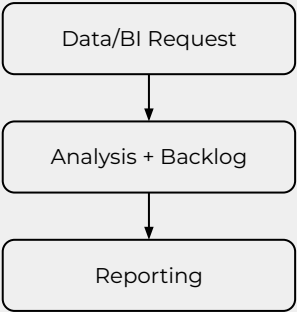 Data/BI Request
Analysis + Backlog
Reporting